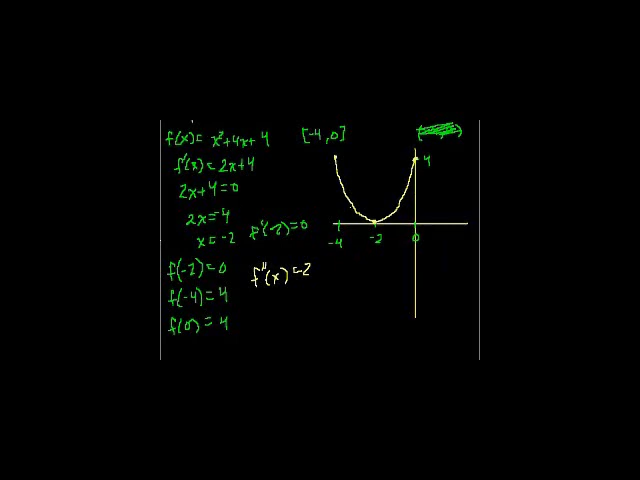 f(x) = x²+4x+4 [-4,0]
f'(x) = 2x+4
2x+4=0
2x=-4
x=-2 f'(-2)=0
f(-2)=0 f''(x)=2
f(-4)=4
f(0)=4
4
-4 -2 0